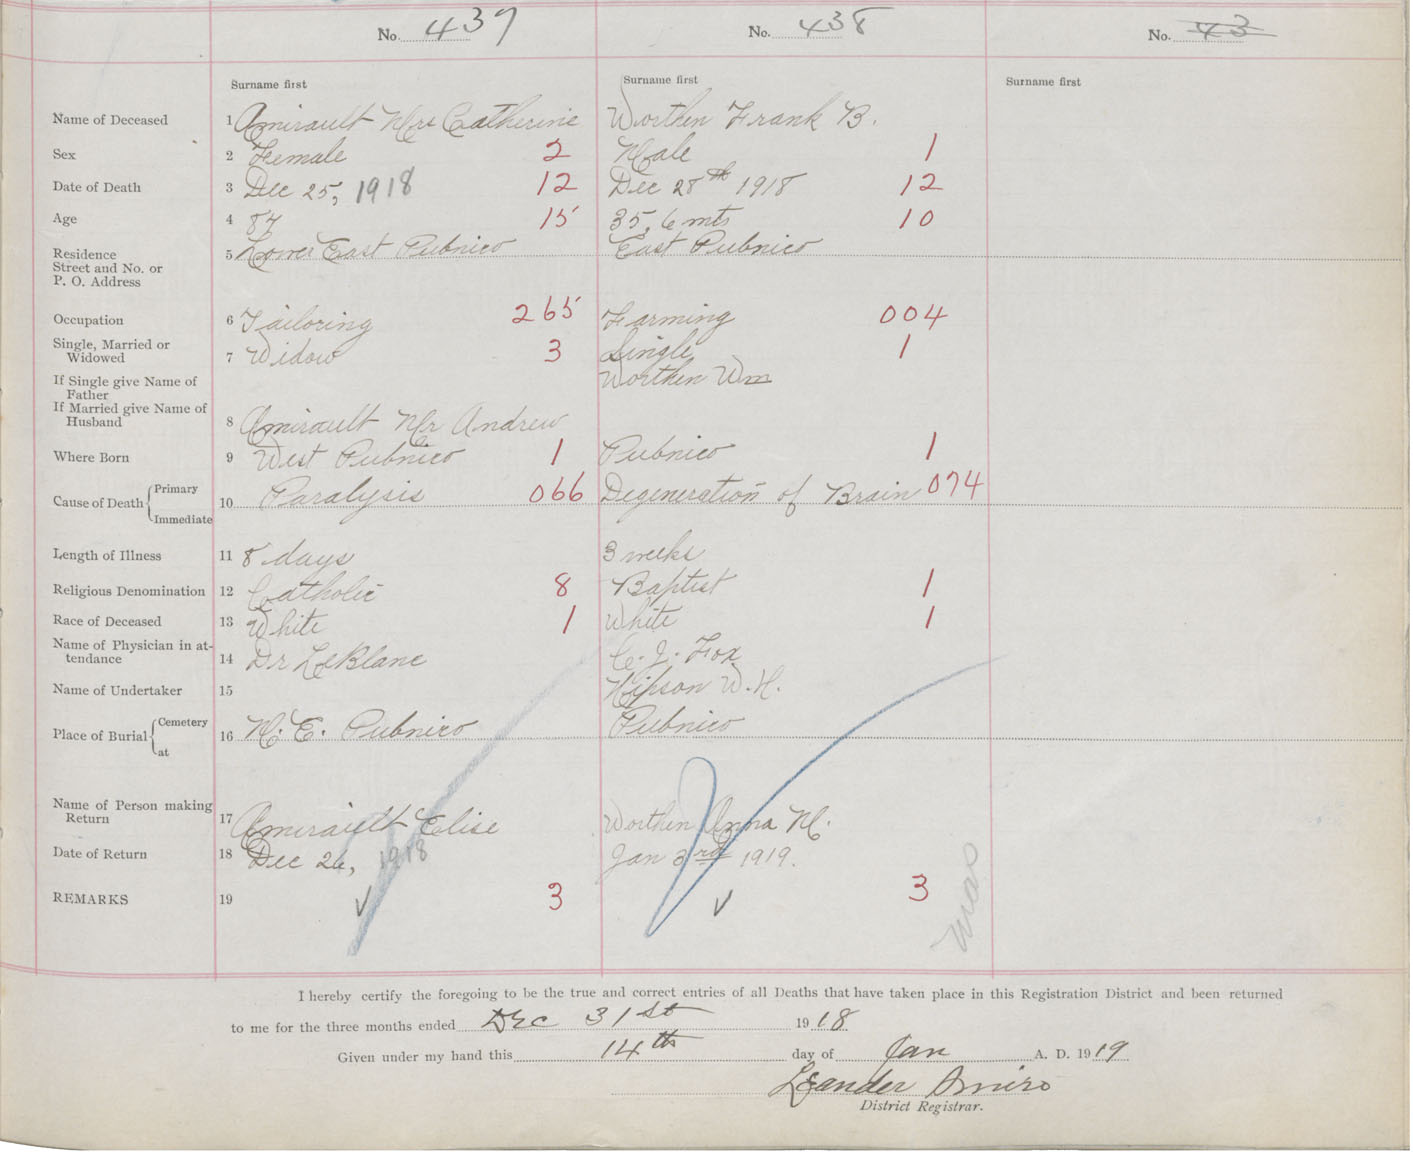 No. 437 No. 438 No. 43
Surname first Surname first Surname first
Name of Deceased 1 Amirault Mrs Catherine Worthen Frank B.
Sex 2 Female 2 Male 1
Date of Death 3 Dec 25, 1918 12 Dec 28th 1918 12
Age 4 87 15 35, 6 mts 10
Residence 5 Lower East Pubnico East Pubnico
Street and No. or
P. O. Address
Occupation 6 Tailoring 265 Farming 004
Single, Married or
Widowed 7 Widow 3 Single 1
If Single give Name of Worthen Wm
Father
If Married give Name of
Husband 8 Amirault Mr Andrew
Where Born 9 West Pubnico 1 Pubnico 1
Cause of Death { Primary 10 Paralysis 066 Degeneration of Brain 074
Immediate
Length of Illness 11 8 days 3 weeks
Religious Denomination 12 Catholic 8 Baptist 1
Race of Deceased 13 White 1 White 1
Name of Physician in at-
tendance 14 Dr LeBlanc C. J. Fox
Name of Undertaker 15 Hipson W. H.
Place of Burial { Cemetery 16 M. E. Pubnico Pubnico
at
Name of Person making
Return 17 Amirault Elise Worthen Anna M.
Date of Return 18 Dec 26, 1918 Jan 3rd 1919.
REMARKS 19 3 3
I hereby certify the foregoing to be the true and correct entries of all Deaths that have taken place in this Registration District and been returned
to me for the three months ended Dec 31st 1918
Given under my hand this 14th day of Jan A. D. 1919
Leander Amiro
District Registrar.